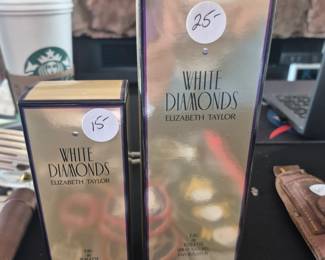 25-
15-
WHITE
DIAMONDS
ELIZABETH TAYLOR
WHITE
DIAMONDS
ELIZABETH TAYLOR